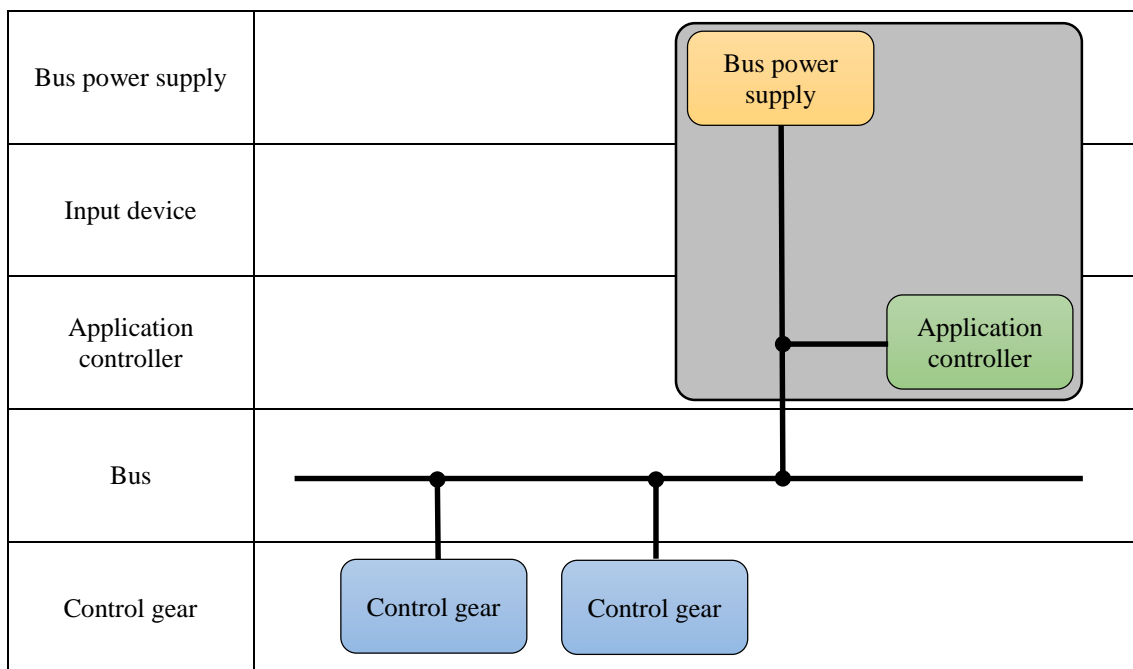 Bus power supply
Bus power
supply
Input device
Application
controller
Application
controller
Bus
Control gear
Control gear
Control gear